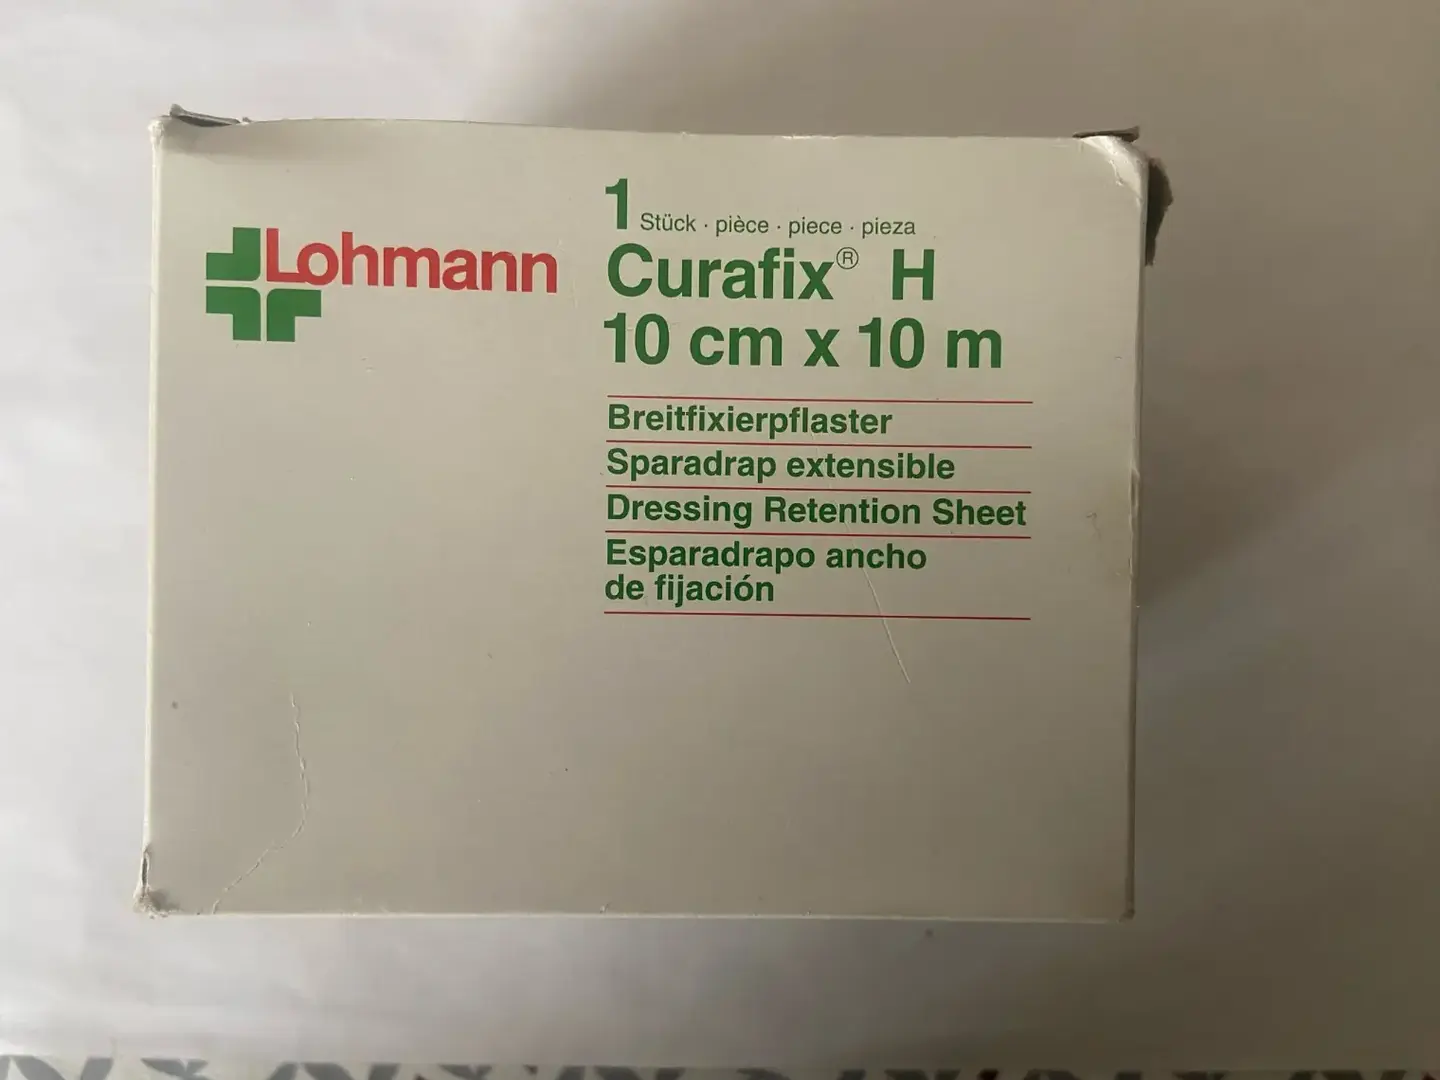 Lohmann
1 Stück · pièce · piece · pieza
Curafix® H
10 cm x 10 m
Breitfixierpflaster
Sparadrap extensible
Dressing Retention Sheet
Esparadrapo ancho
de fijación